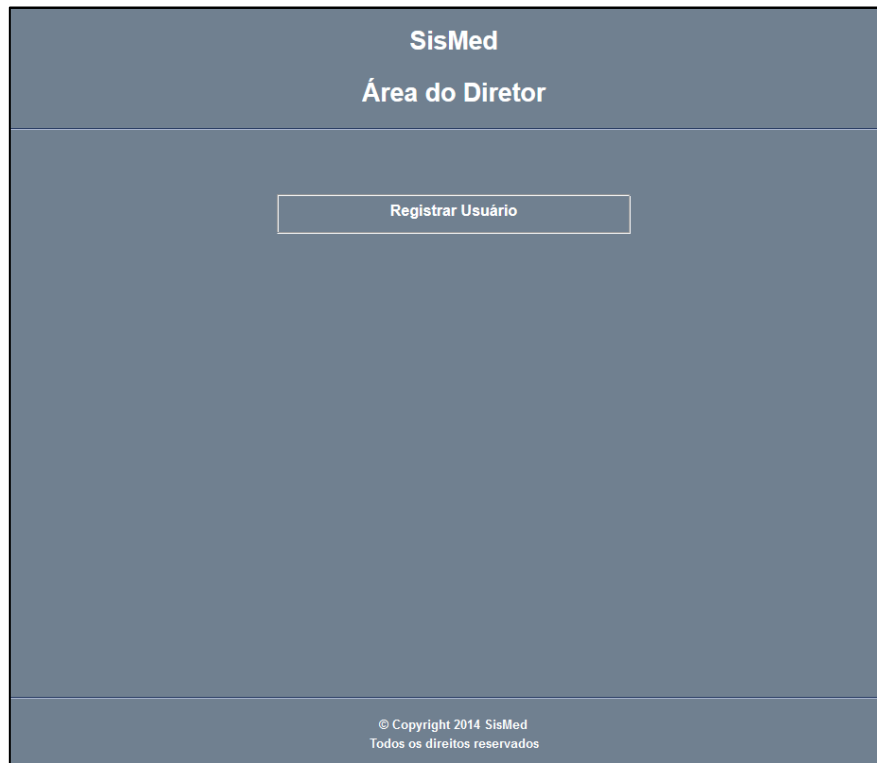 SisMed
Área do Diretor
Registrar Usuário
© Copyright 2014 SisMed
Todos os direitos reservados